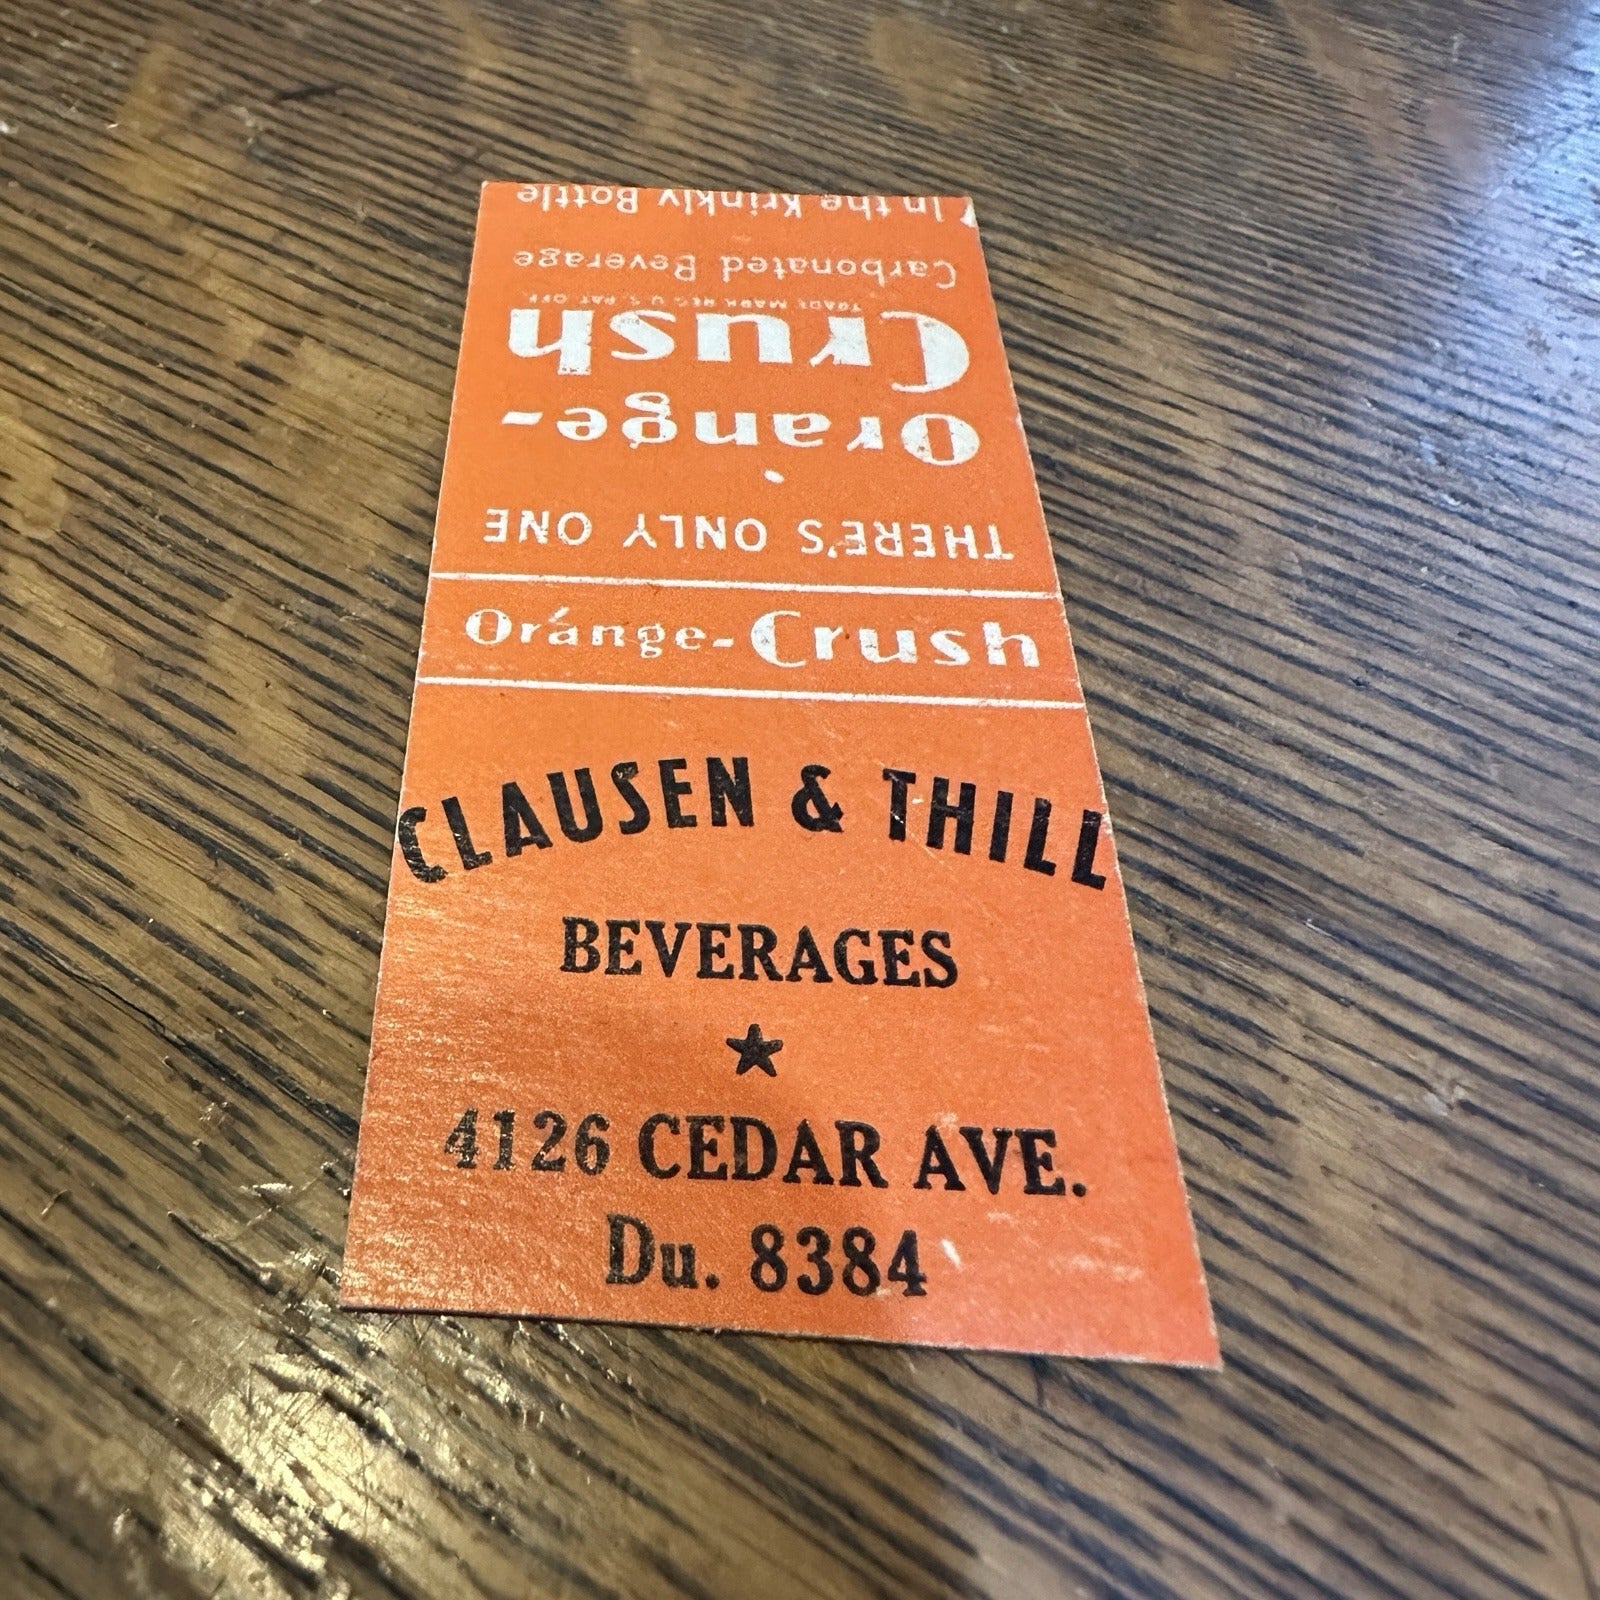 In the Krinkly Bottle
Carbonated Beverage
TRADE MARK REG. U.S. PAT. OFF.
Crush
Orange-
THERE'S ONLY ONE
Orange-Crush
CLAUSEN & THILL
BEVERAGES
★
4126 CEDAR AVE.
Du. 8384